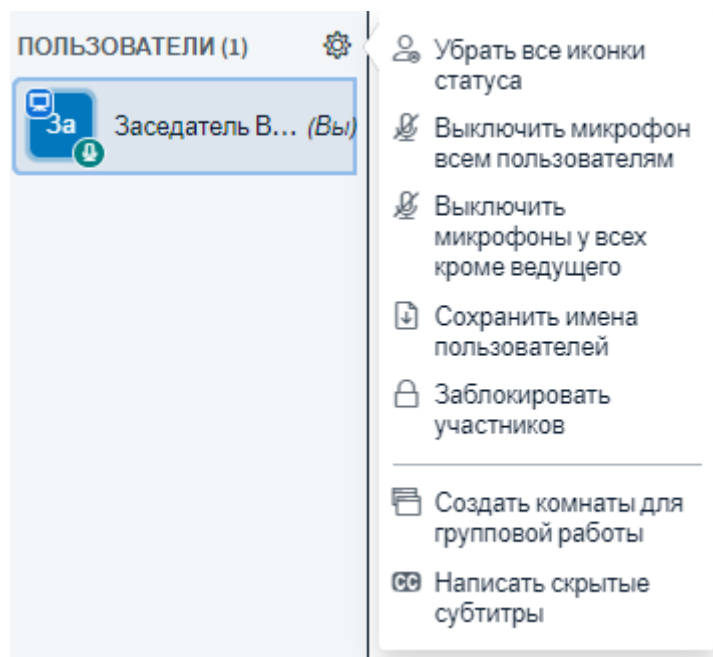 ПОЛЬЗОВАТЕЛИ (1)
За
Заседатель В... (Вы)
Убрать все иконки
статуса
Выключить микрофон
всем пользователям
Выключить
микрофоны у всех
кроме ведущего
Сохранить имена
пользователей
Заблокировать
участников
Создать комнаты для
групповой работы
CC Написать скрытые
субтитры